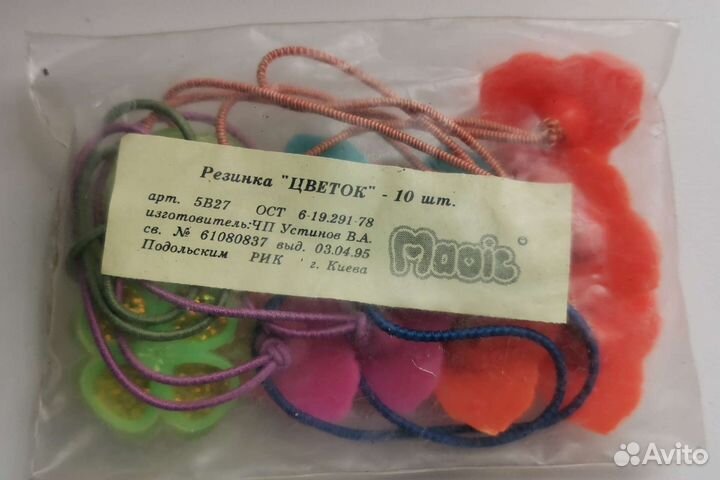 Резинка "ЦВЕТОК" - 10 шт.
арт. 5В27 ОСТ 6-19.291-78
изготовитель:ЧП Устинов В.А.
св. № 61080837 выд. 03.04.95
Подольским РИК г. Киева
Magic
Avito